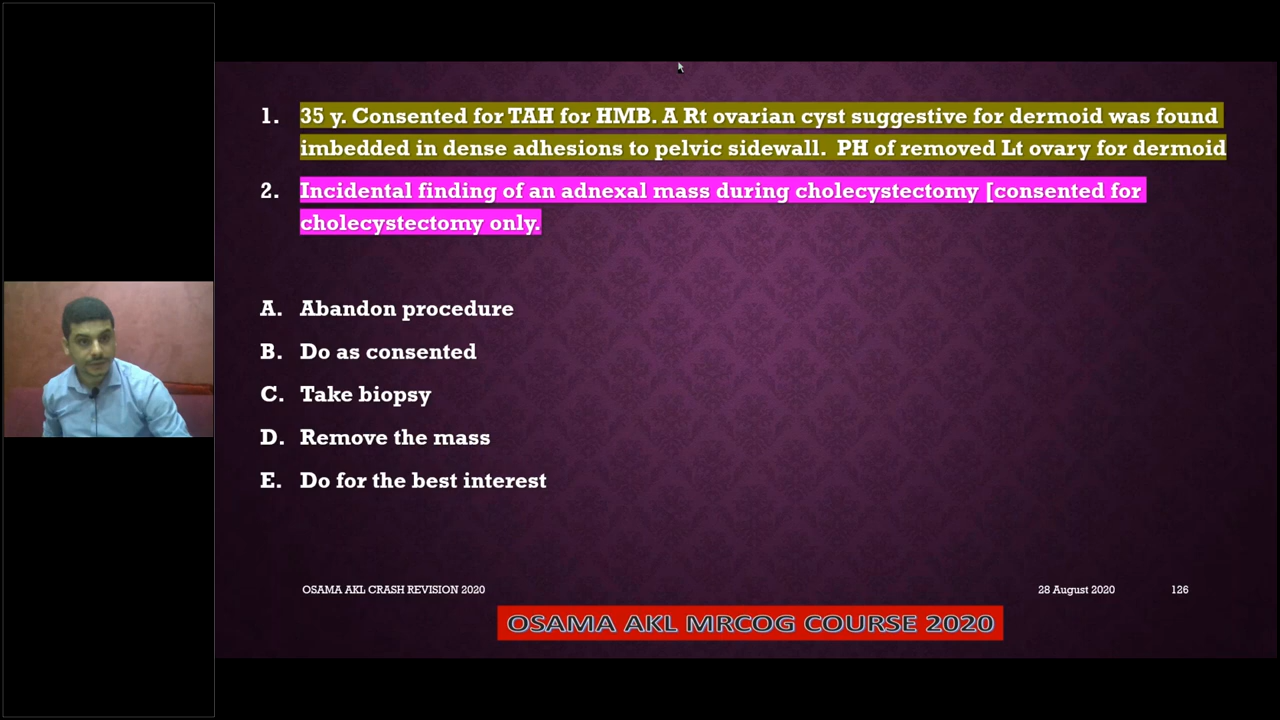 1. 35 y. Consented for TAH for HMB. A Rt ovarian cyst suggestive for dermoid was found
imbedded in dense adhesions to pelvic sidewall. PH of removed Lt ovary for dermoid
2. Incidental finding of an adnexal mass during cholecystectomy [consented for
cholecystectomy only.
A. Abandon procedure
B. Do as consented
C. Take biopsy
D. Remove the mass
E. Do for the best interest
OSAMA AKL CRASH REVISION 2020 28 August 2020 126
OSAMA AKL MRCOG COURSE 2020